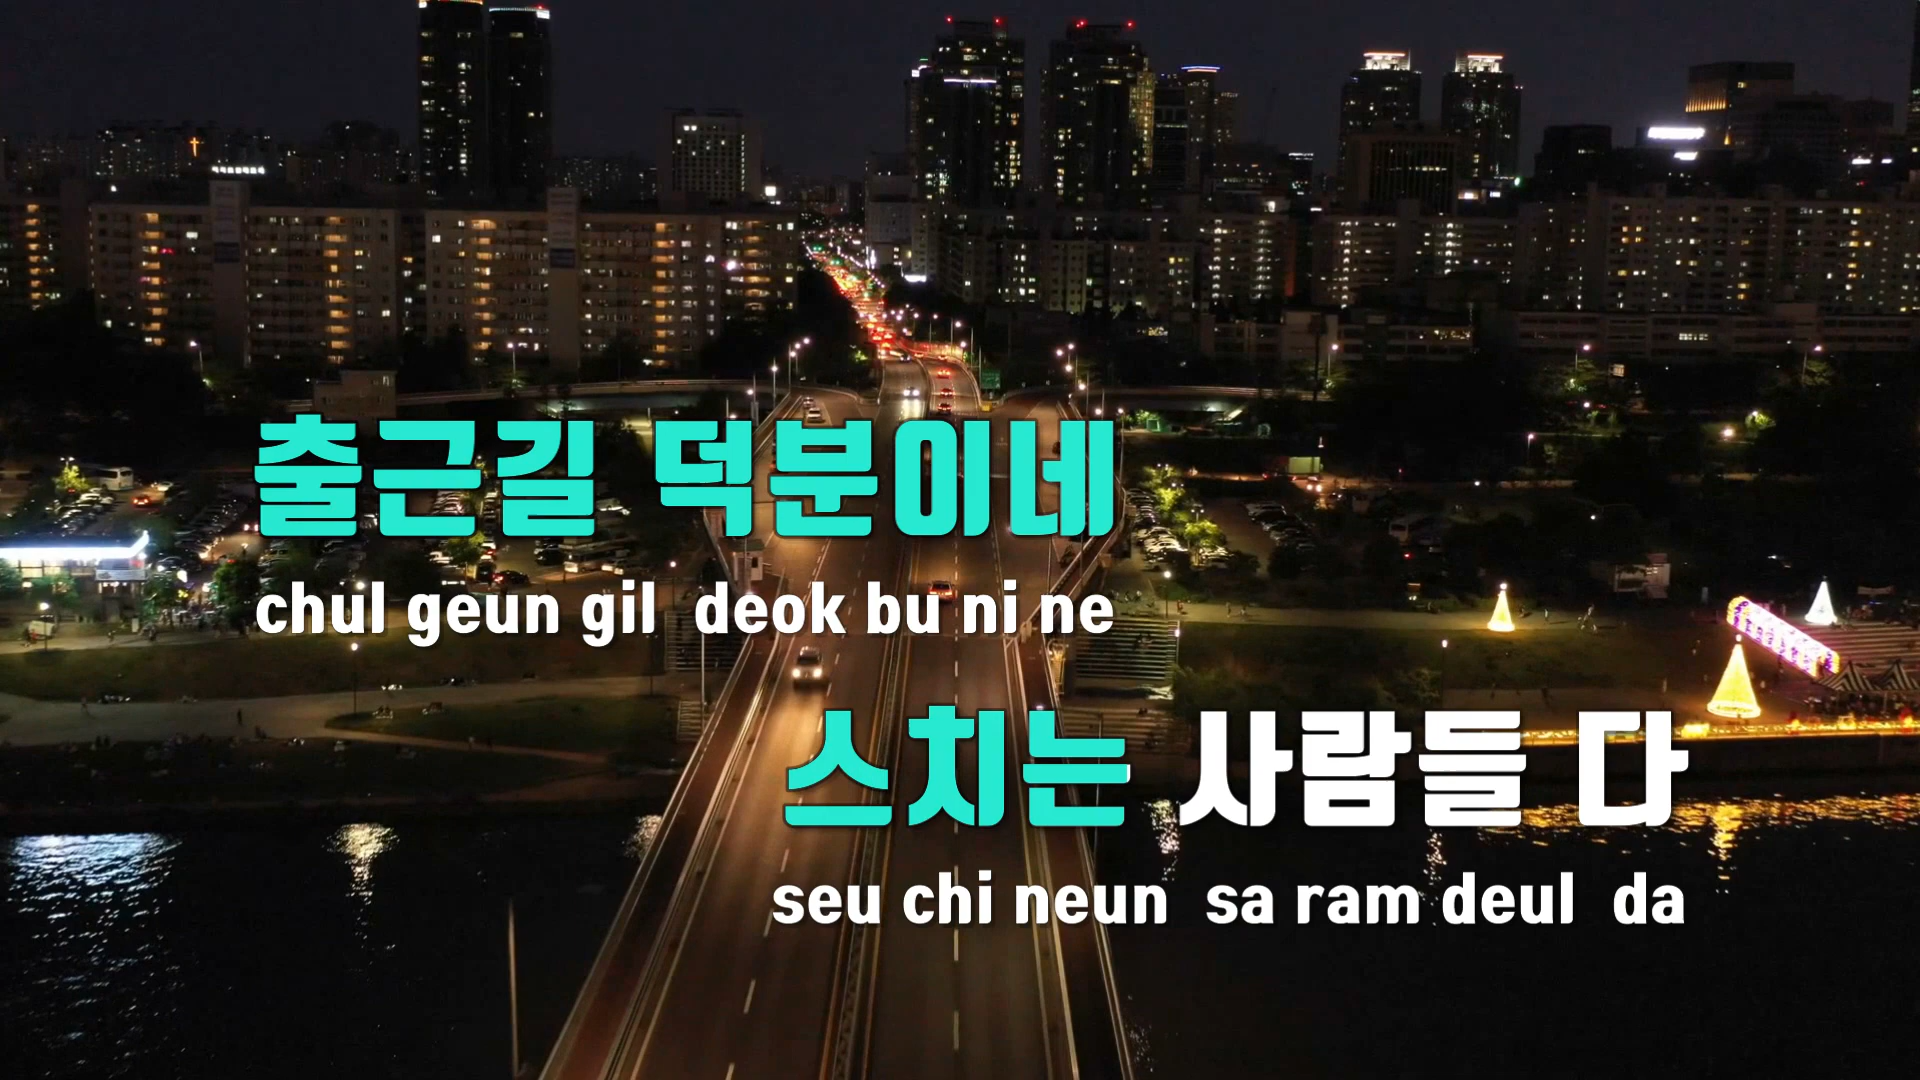 출근길 덕분이네
chul geun gil deok bu ni ne
스치는 사람들 다
seu chi neun sa ram deul da